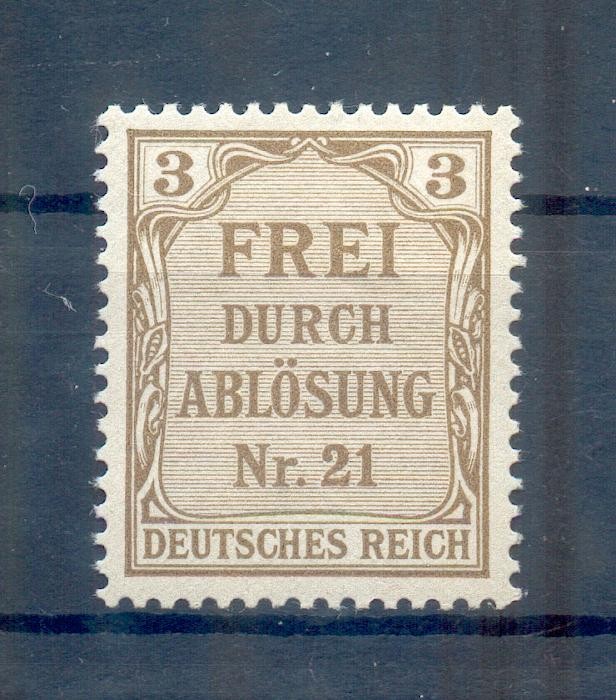 3 3
FREI
DURCH
ABLÖSUNG
Nr. 21
DEUTSCHES REICH